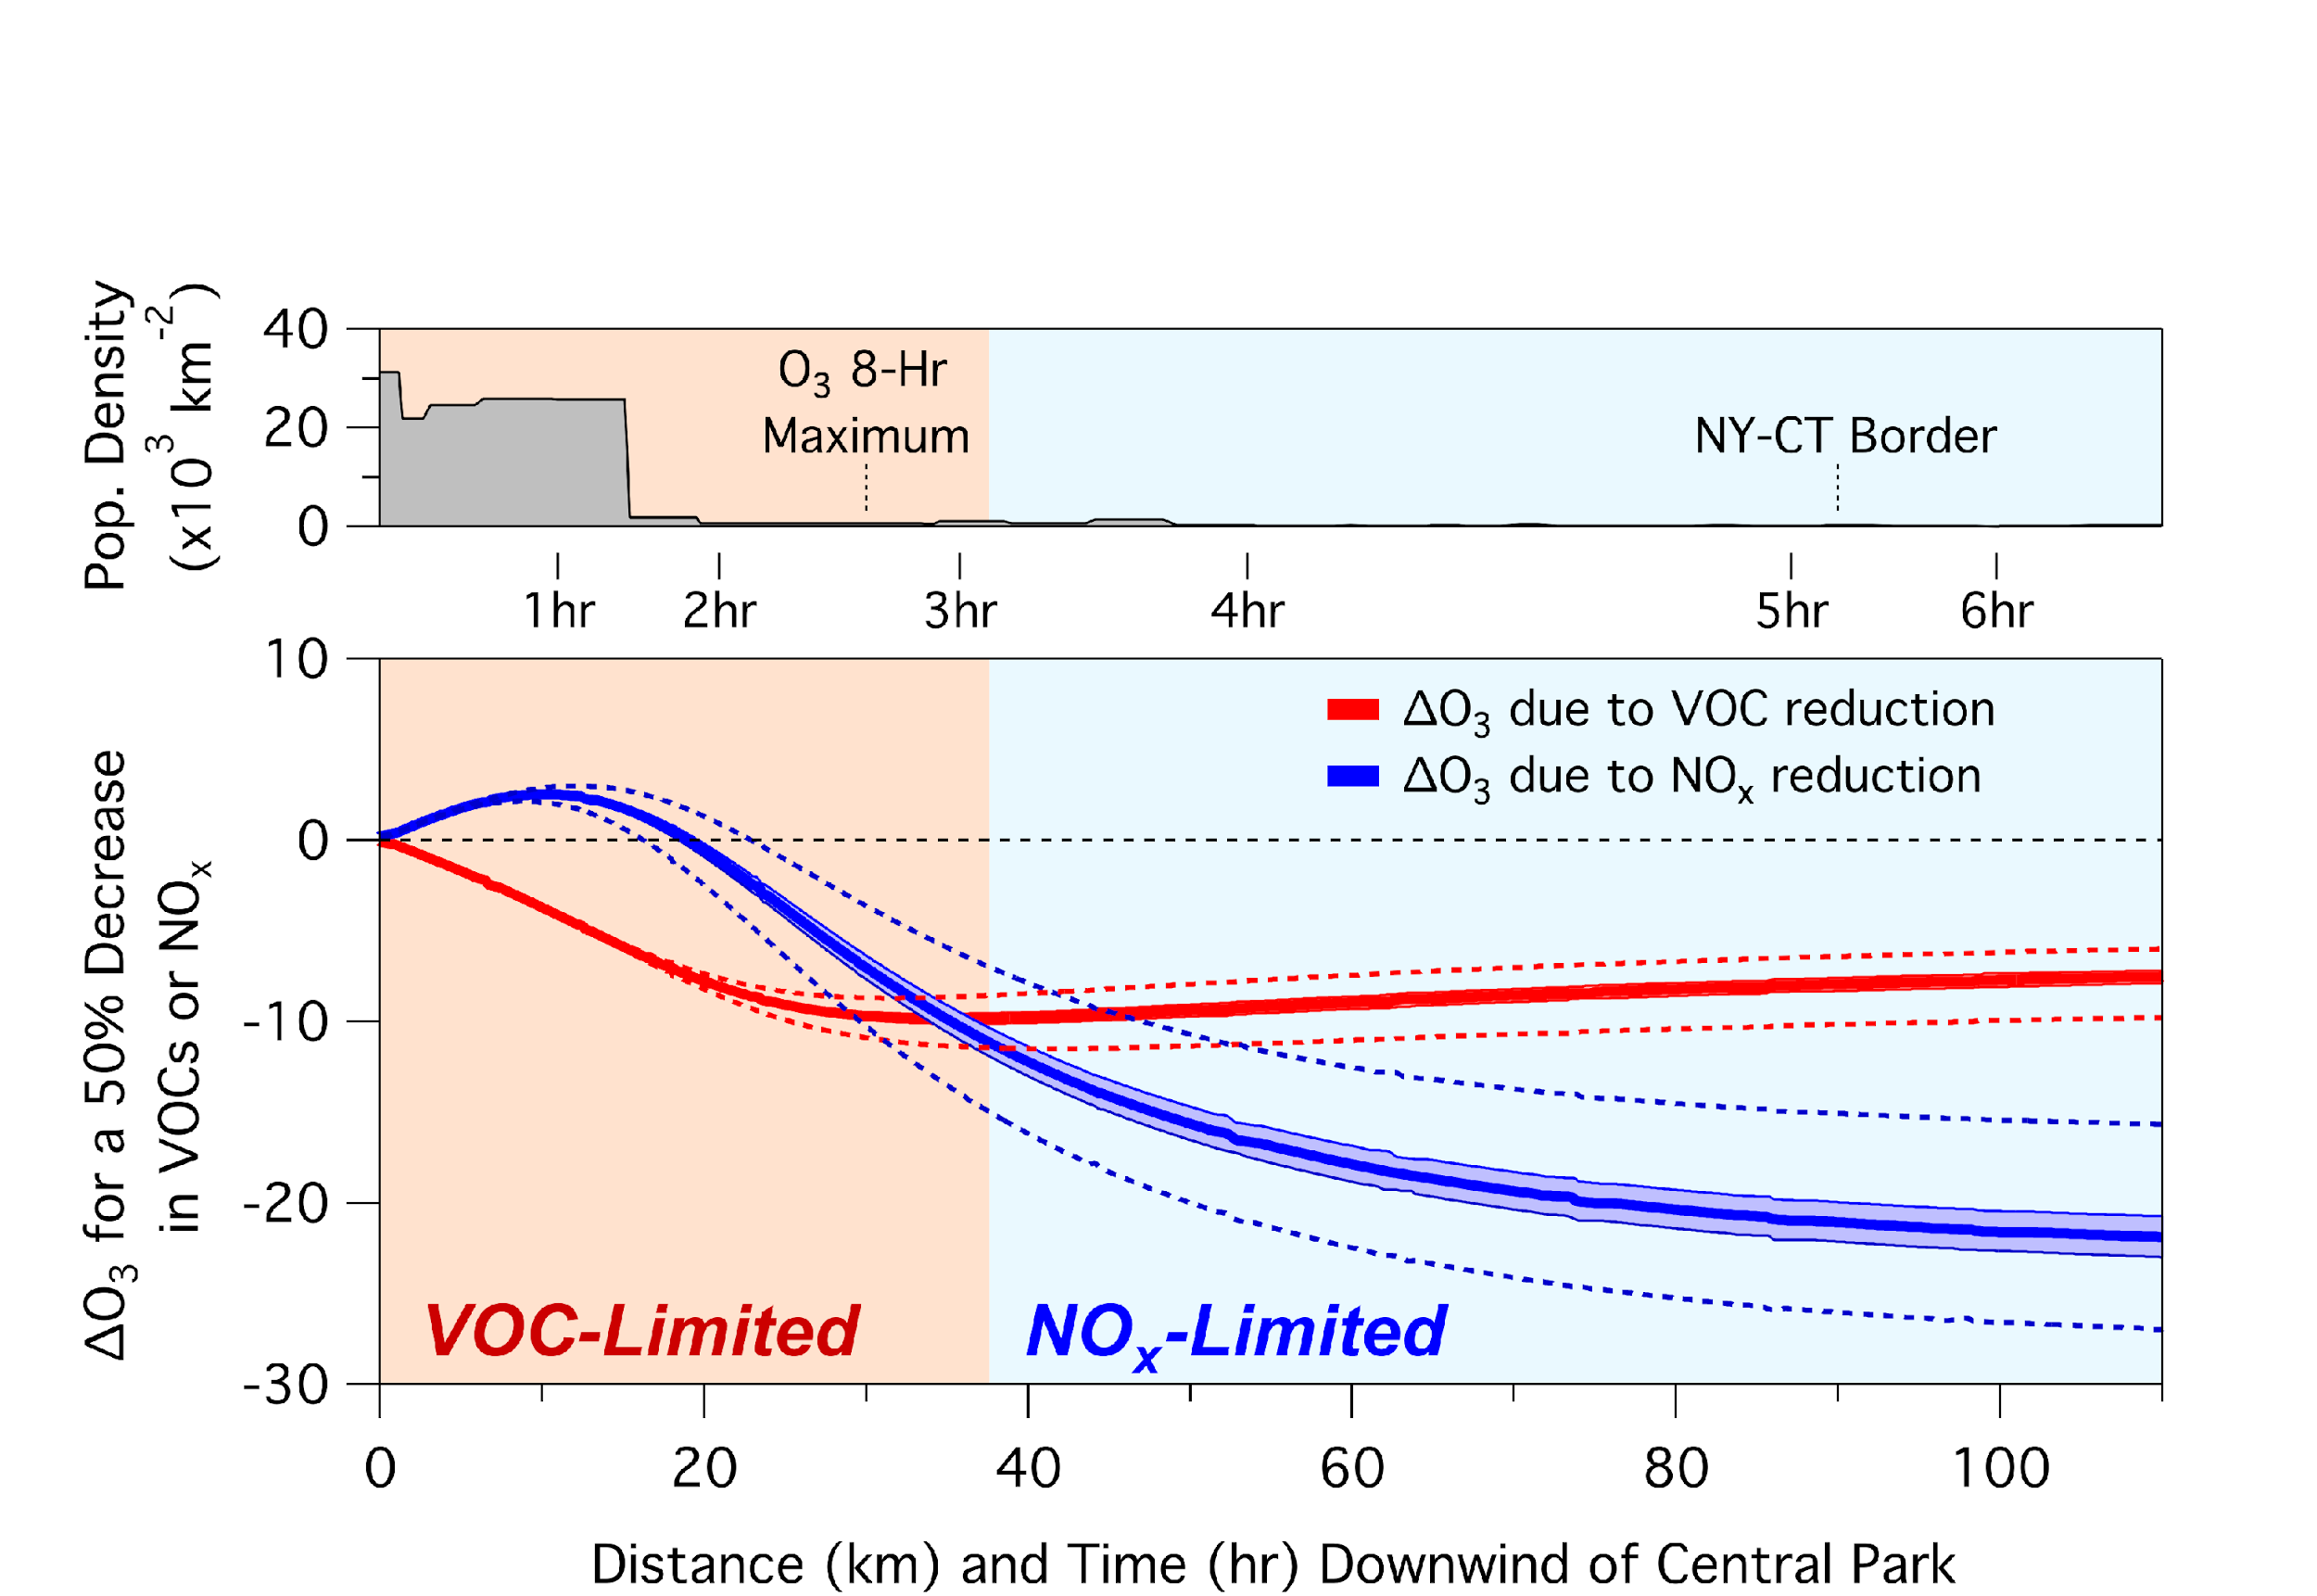 Pop. Density
(x10³ km⁻²)
40
20
0
O₃ 8-Hr
Maximum
NY-CT Border
1hr 2hr 3hr 4hr 5hr 6hr
ΔO₃ for a 50% Decrease
in VOCs or NOₓ
10
0
-10
-20
-30
ΔO₃ due to VOC reduction
ΔO₃ due to NOₓ reduction
VOC-Limited
NOₓ-Limited
0 20 40 60 80 100
Distance (km) and Time (hr) Downwind of Central Park